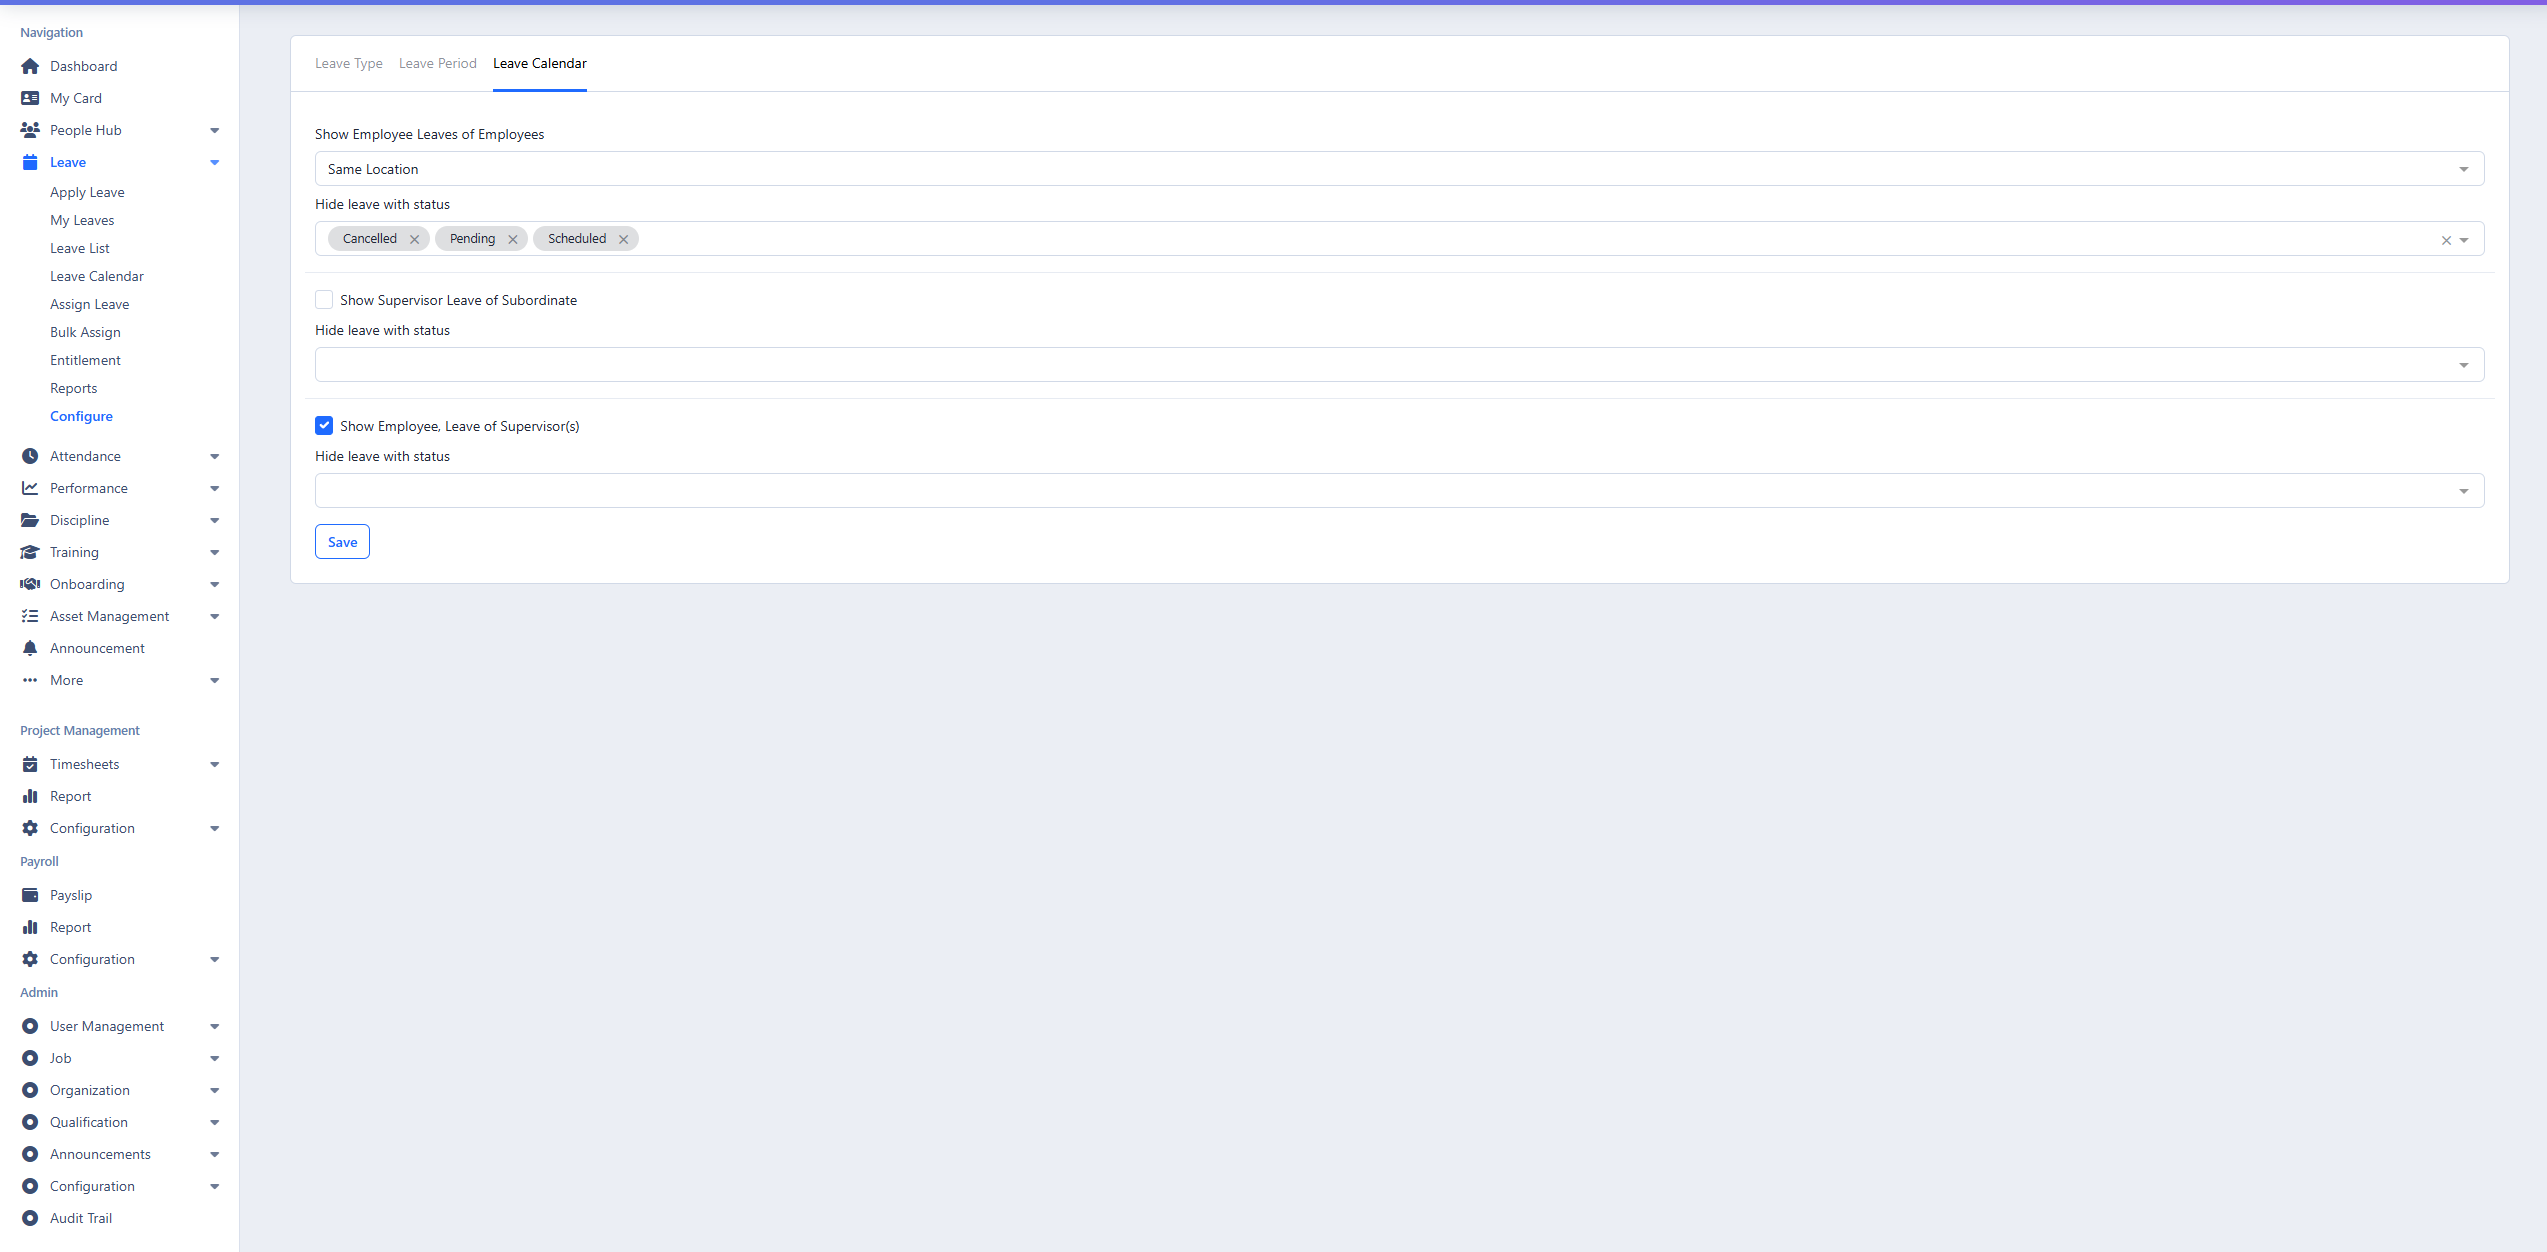 Navigation
Dashboard
My Card
People Hub
Leave
Apply Leave
My Leaves
Leave List
Leave Calendar
Assign Leave
Bulk Assign
Entitlement
Reports
Configure
Attendance
Performance
Discipline
Training
Onboarding
Asset Management
Announcement
More
Project Management
Timesheets
Report
Configuration
Payroll
Payslip
Report
Configuration
Admin
User Management
Job
Organization
Qualification
Announcements
Configuration
Audit Trail
Leave Type Leave Period Leave Calendar
Show Employee Leaves of Employees
Same Location
Hide leave with status
Cancelled Pending Scheduled
Show Supervisor Leave of Subordinate
Hide leave with status
Show Employee, Leave of Supervisor(s)
Hide leave with status
Save